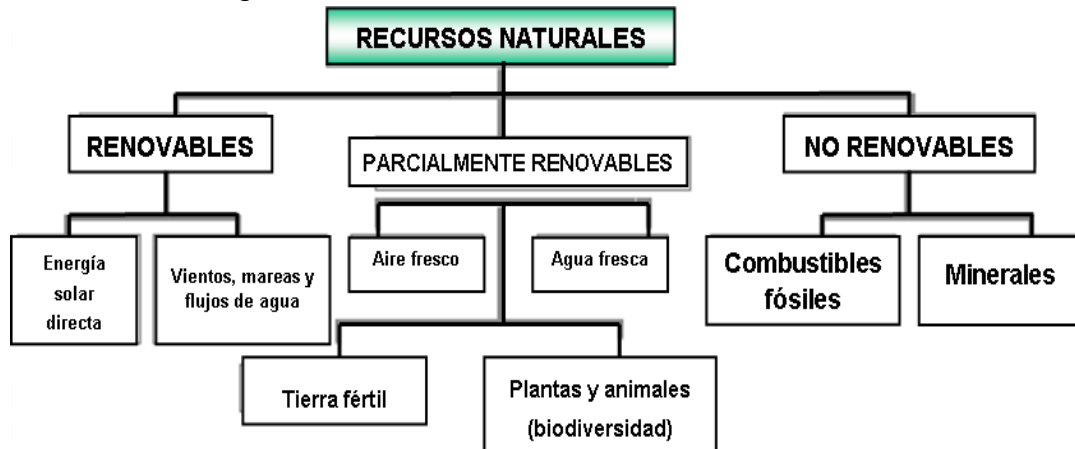 RECURSOS NATURALES
RENOVABLES
PARCIALMENTE RENOVABLES
NO RENOVABLES
Energía
solar
directa
Vientos, mareas y
flujos de agua
Aire fresco
Agua fresca
Combustibles
fósiles
Minerales
Tierra fértil
Plantas y animales
(biodiversidad)